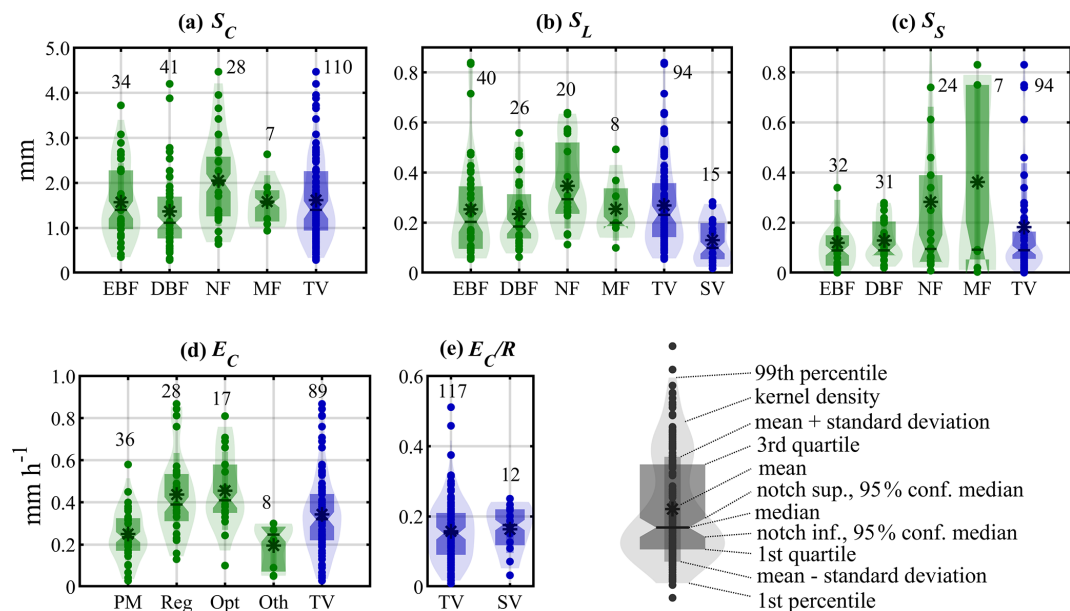 (a) S_C
(b) S_L
(c) S_S
mm
5.0
4.0
3.0
2.0
1.0
0
34
41
28
7
110
EBF DBF NF MF TV
0.8
0.6
0.4
0.2
0
40
26
20
8
94
15
EBF DBF NF MF TV SV
0.8
0.6
0.4
0.2
0
32
31
24
7
94
EBF DBF NF MF TV
(d) E_C
(e) E_C/R
mm h⁻¹
1.0
0.8
0.6
0.4
0.2
0
36
28
17
8
89
PM Reg Opt Oth TV
0.6
0.4
0.2
0
117
12
TV SV
99th percentile
kernel density
mean + standard deviation
3rd quartile
mean
notch sup., 95% conf. median
median
notch inf., 95% conf. median
1st quartile
mean - standard deviation
1st percentile